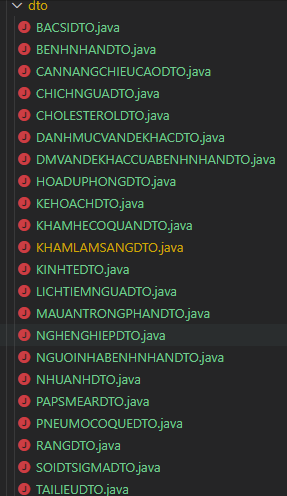 dto
BACSIDTO.java
BENHNHANDTO.java
CANNANGCHIEUCAODTO.java
CHICHNGUADTO.java
CHOLESTEROLDTO.java
DANHMUCVANDEKHACDTO.java
DMVANDEKHACCUABENHNHANDTO.java
HOADUPHONGDTO.java
KEHOACHDTO.java
KHAMHECOQUANDTO.java
KHAMLAMSANGDTO.java
KINHTEDTO.java
LICHTIEMNGUADTO.java
MAUANTRONGPHANDTO.java
NGHENGHIEPDTO.java
NGUOINHABENHNHANDTO.java
NHUANHDTO.java
PAPSMEARDTO.java
PNEUMOCOQUEDTO.java
RANGDTO.java
SOIDTSIGMADTO.java
TAILIEUDTO.java